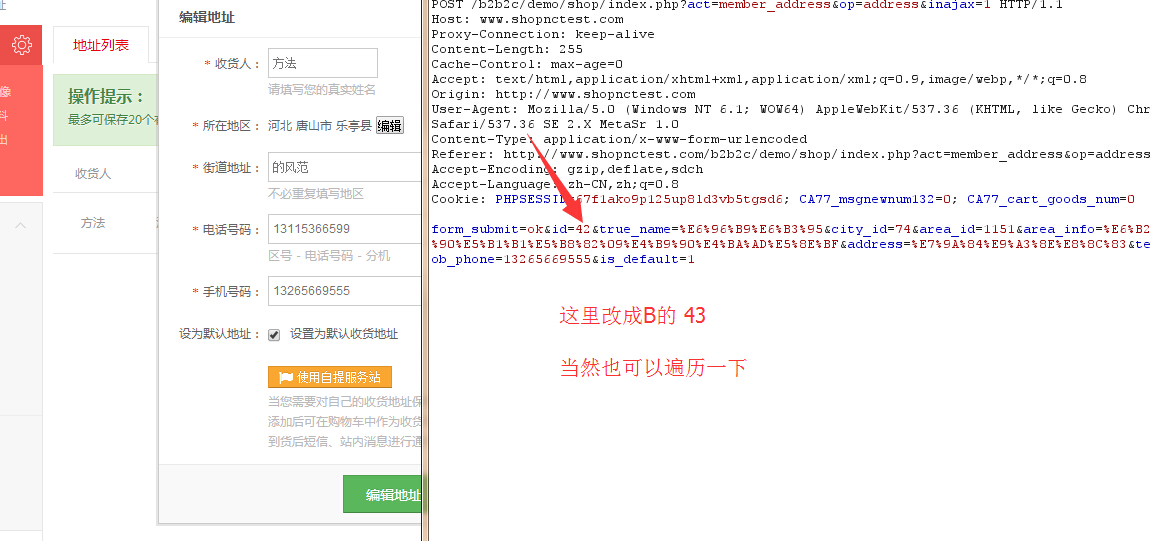 址
像
料
出
地址列表
操作提示：
最多可保存20个
收货人
方法
编辑地址
* 收货人： 方法
请填写您的真实姓名
* 所在地区： 河北 唐山市 乐亭县 编辑
* 街道地址： 的风范
不必重复填写地区
* 电话号码： 13115366599
区号 - 电话号码 - 分机
* 手机号码： 13265669555
设为默认地址： 设置为默认收货地址
使用自提服务站
当您需要对自己的收货地址保
添加后可在购物车中作为收货
到货后短信、站内消息进行通
编辑地址
POST /b2b2c/demo/shop/index.php?act=member_address&op=address&inajax=1 HTTP/1.1
Host: www.shopnctest.com
Proxy-Connection: keep-alive
Content-Length: 255
Cache-Control: max-age=0
Accept: text/html,application/xhtml+xml,application/xml;q=0.9,image/webp,*/*;q=0.8
Origin: http://www.shopnctest.com
User-Agent: Mozilla/5.0 (Windows NT 6.1; WOW64) AppleWebKit/537.36 (KHTML, like Gecko) Chr
Safari/537.36 SE 2.X MetaSr 1.0
Content-Type: application/x-www-form-urlencoded
Referer: http://www.shopnctest.com/b2b2c/demo/shop/index.php?act=member_address&op=address
Accept-Encoding: gzip,deflate,sdch
Accept-Language: zh-CN,zh;q=0.8
Cookie: PHPSESSID=67f1ako9p125up8ld3vb5tgsd6; CA77_msgnewnum132=0; CA77_cart_goods_num=0
form_submit=ok&id=42&true_name=%E6%96%B9%E6%B3%95&city_id=74&area_id=1151&area_info=%E6%B2
%90%E5%B1%B1%E5%B8%82%09%E4%B9%90%E4%BA%AD%E5%8E%BF&address=%E7%9A%84%E9%A3%8E%E8%8C%83&te
ob_phone=13265669555&is_default=1
这里改成B的 43
当然也可以遍历一下